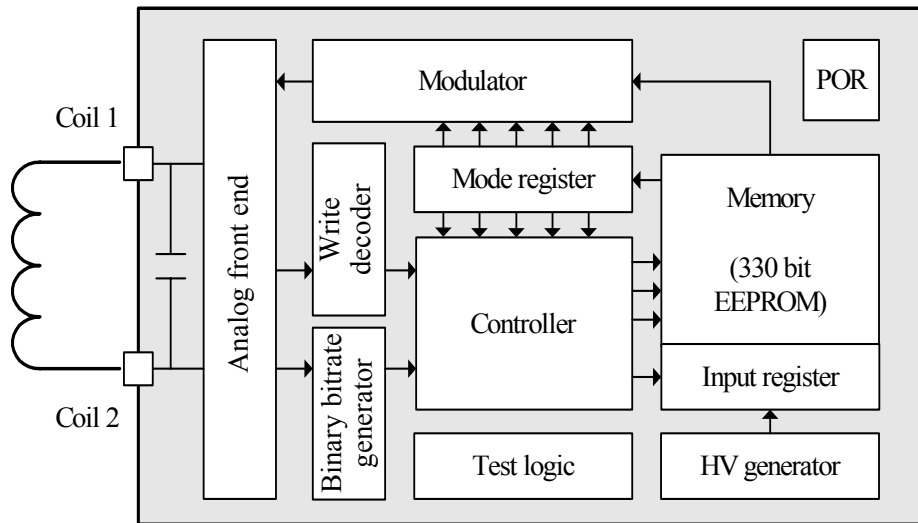 Modulator
POR
Coil 1
Analog front end
Write
decoder
Mode register
Memory
(330 bit
EEPROM)
Controller
Binary bitrate
generator
Input register
Coil 2
Test logic
HV generator